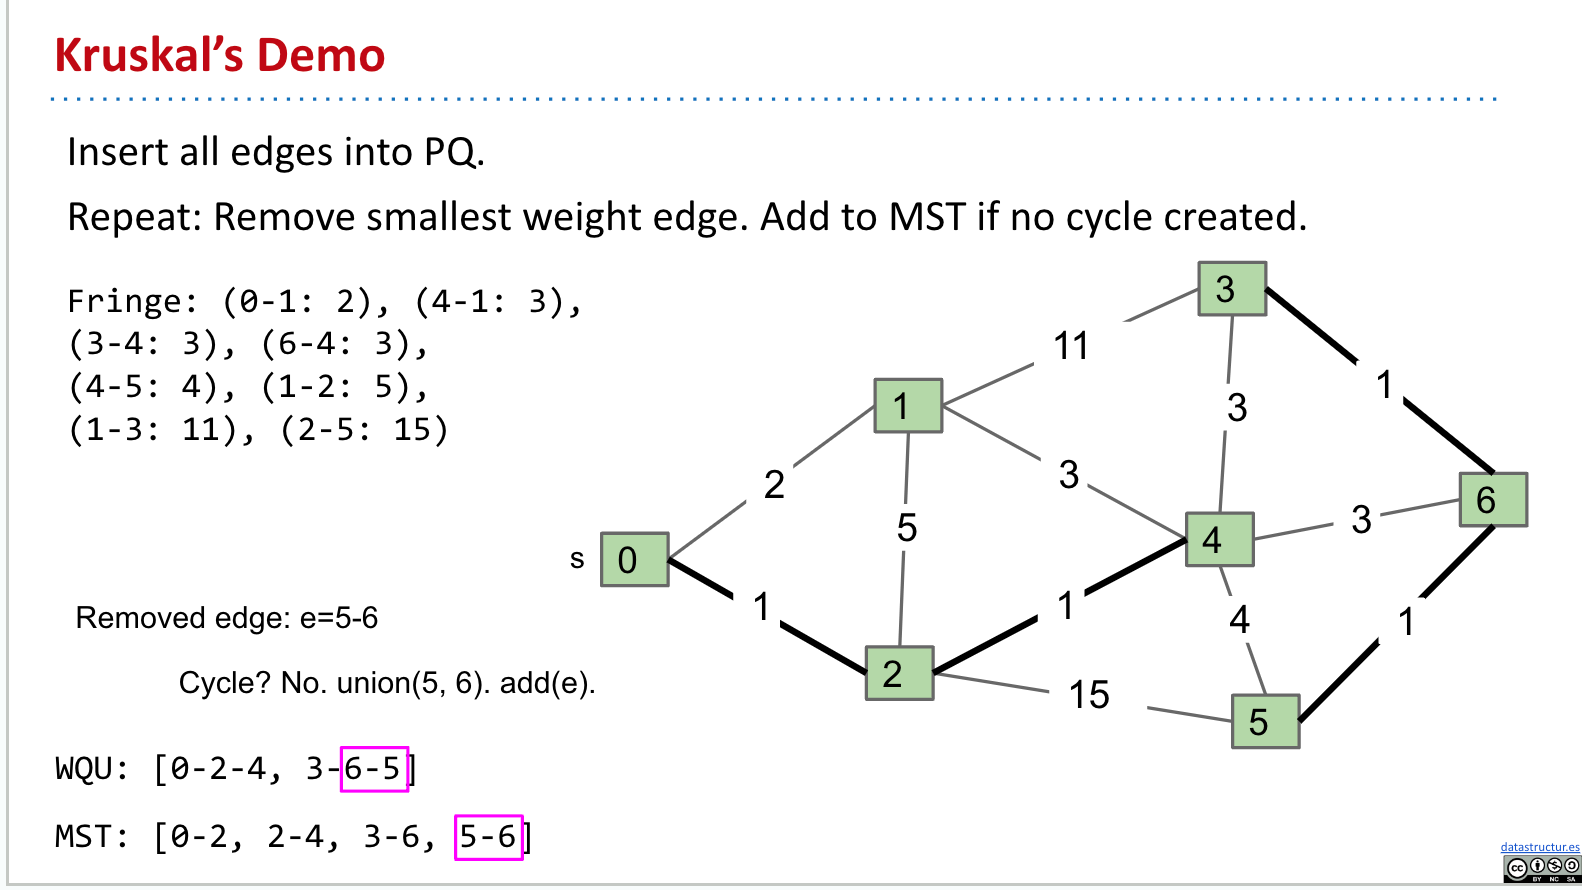 Kruskal's Demo
Insert all edges into PQ.
Repeat: Remove smallest weight edge. Add to MST if no cycle created.
Fringe: (0-1: 2), (4-1: 3),
(3-4: 3), (6-4: 3),
(4-5: 4), (1-2: 5),
(1-3: 11), (2-5: 15)
3
11
1
1
3
2
3
6
5
3
4
s
0
1
1
4
1
2
15
5
Removed edge: e=5-6
Cycle? No. union(5, 6). add(e).
WQU: [0-2-4, 3-6-5]
MST: [0-2, 2-4, 3-6, 5-6]
datastructur.es
cc
BY NC SA